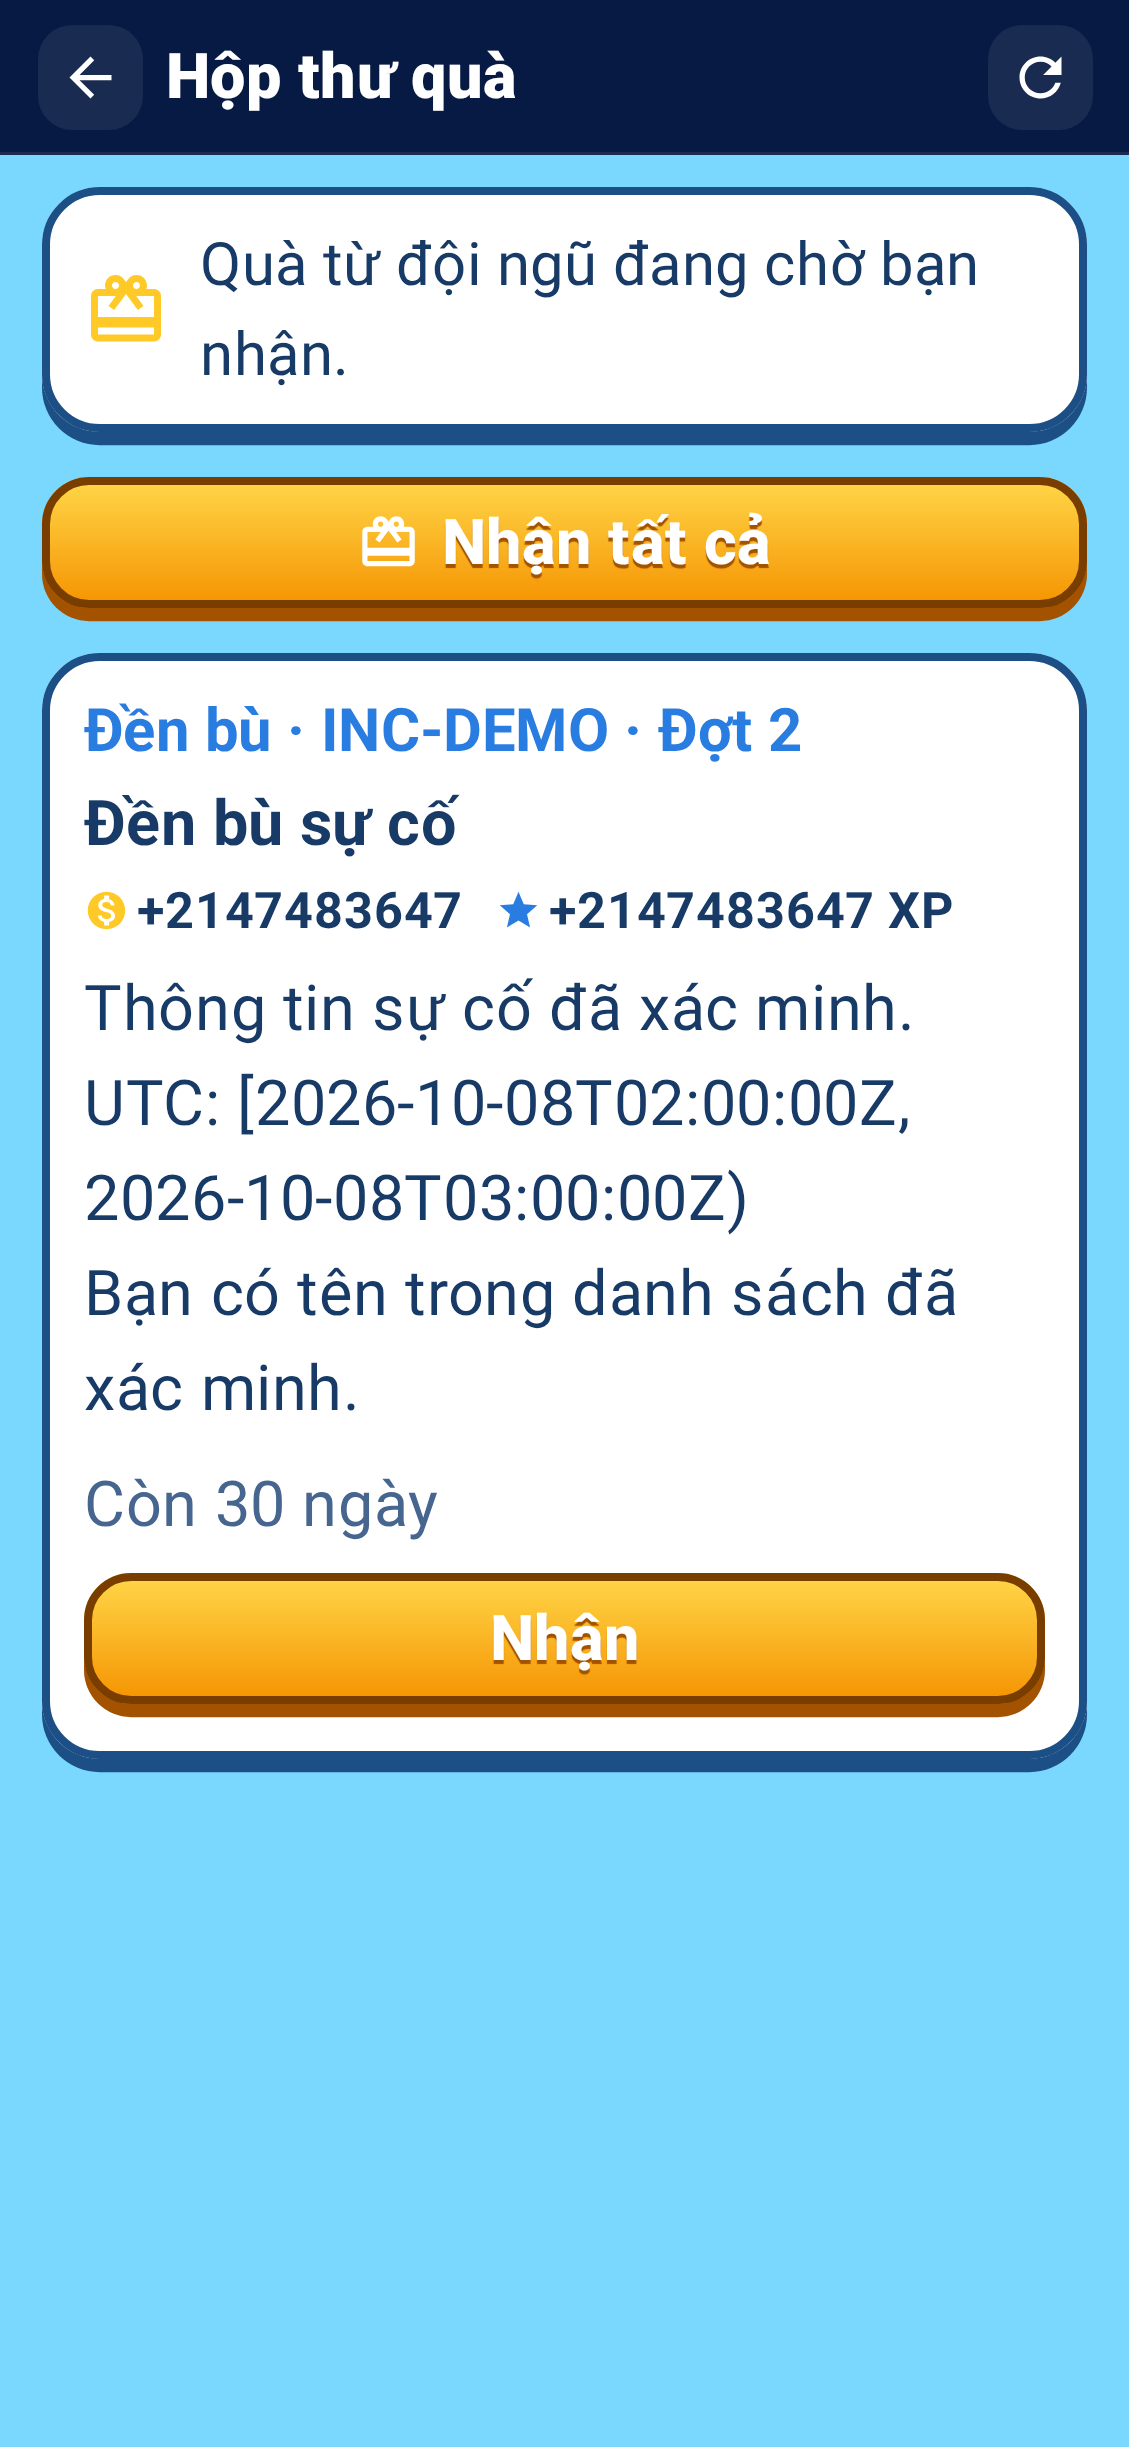 Hộp thư quà
Quà từ đội ngũ đang chờ bạn
nhận.
Nhận tất cả
Đền bù · INC-DEMO · Đợt 2
Đền bù sự cố
+2147483647 +2147483647 XP
Thông tin sự cố đã xác minh.
UTC: [2026-10-08T02:00:00Z,
2026-10-08T03:00:00Z)
Bạn có tên trong danh sách đã
xác minh.
Còn 30 ngày
Nhận